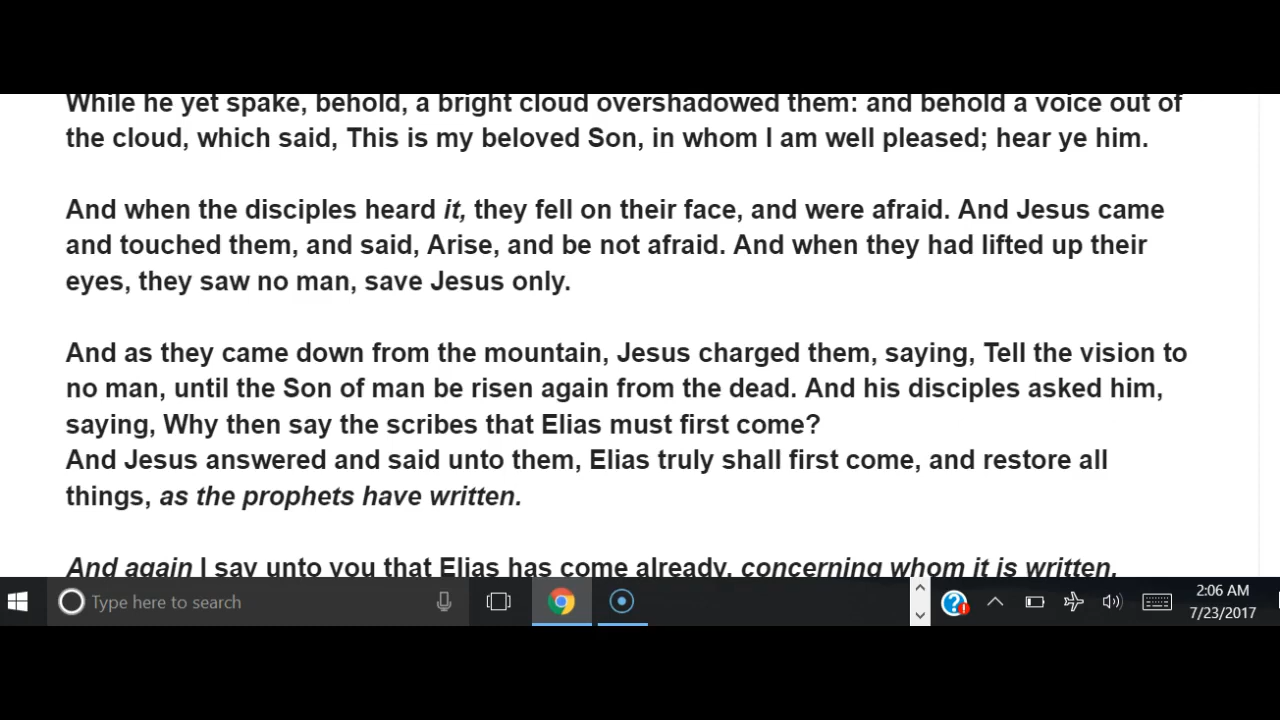 While he yet spake, behold, a bright cloud overshadowed them: and behold a voice out of
the cloud, which said, This is my beloved Son, in whom I am well pleased; hear ye him.
And when the disciples heard it, they fell on their face, and were afraid. And Jesus came
and touched them, and said, Arise, and be not afraid. And when they had lifted up their
eyes, they saw no man, save Jesus only.
And as they came down from the mountain, Jesus charged them, saying, Tell the vision to
no man, until the Son of man be risen again from the dead. And his disciples asked him,
saying, Why then say the scribes that Elias must first come?
And Jesus answered and said unto them, Elias truly shall first come, and restore all
things, as the prophets have written.
And again I say unto you that Elias has come already, concerning whom it is written,
Type here to search
2:06 AM
7/23/2017